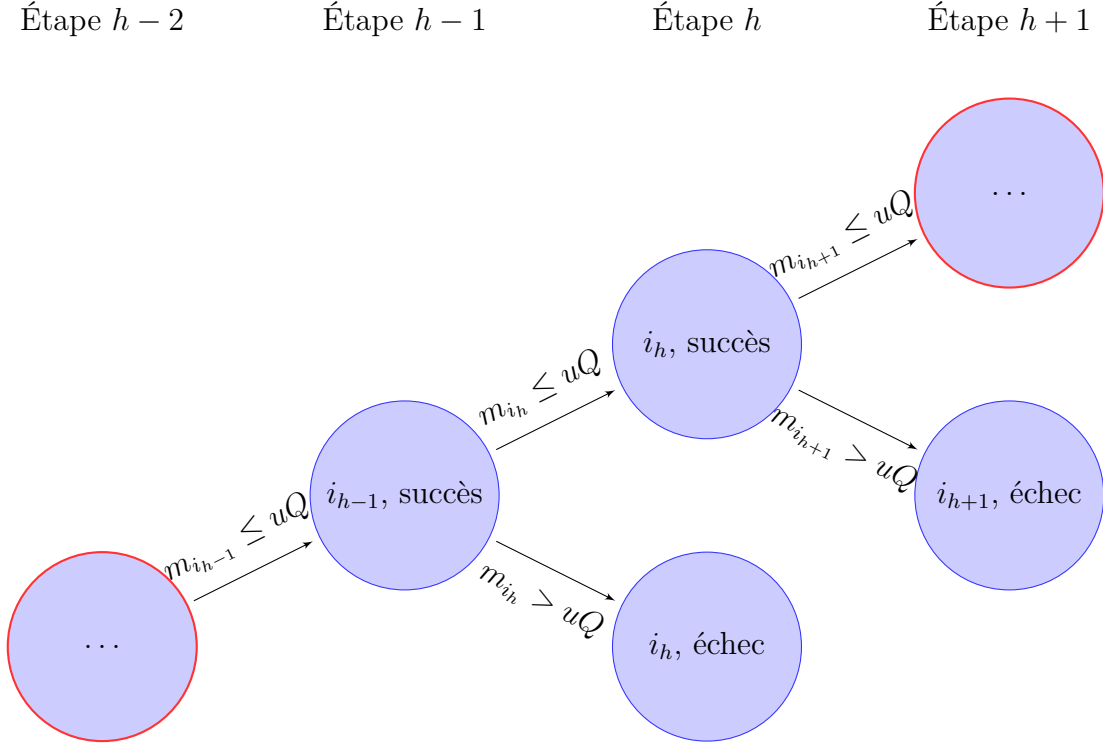 Étape h − 2
Étape h − 1
Étape h
Étape h + 1
⋯
m_{i_{h+1}} ≤ uQ
i_h, succès
m_{i_h} ≤ uQ
m_{i_{h+1}} > uQ
i_{h−1}, succès
i_{h+1}, échec
m_{i_{h−1}} ≤ uQ
m_{i_h} > uQ
⋯
i_h, échec